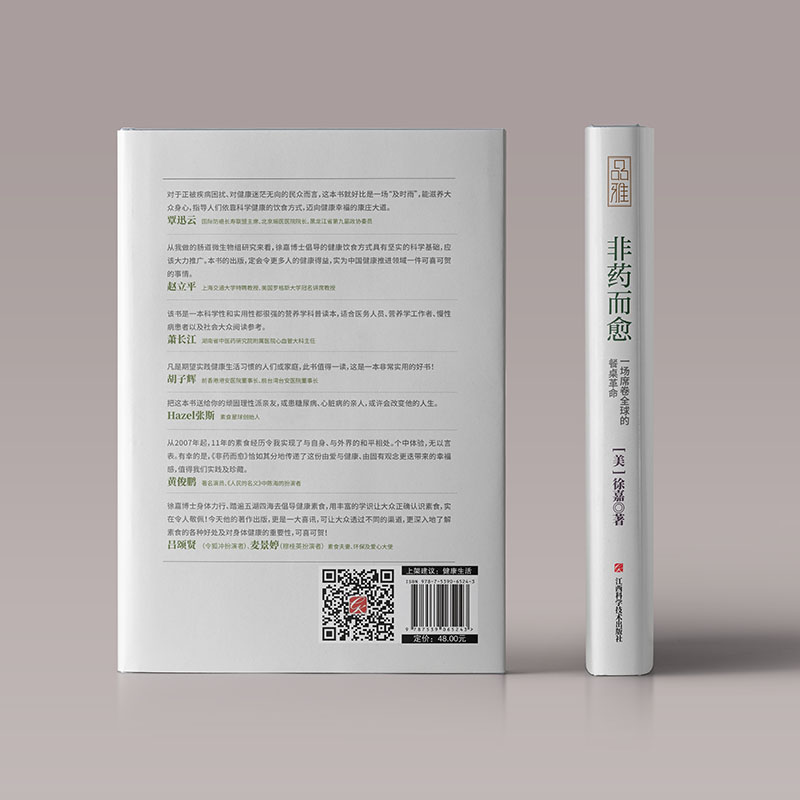 对于正被疾病困扰、对健康迷茫无向的民众而言，这本书就好比是一场“及时雨”，能滋养大
众身心，指导人们依靠科学健康的饮食方式，迈向健康幸福的康庄大道。
覃迅云 国际防癌长寿联盟主席、北京瑶医医院院长、黑龙江省第九届政协委员
从我做的肠道微生物组研究来看，徐嘉博士倡导的健康饮食方式具有坚实的科学基础，应
该大力推广。本书的出版，定会令更多人的健康得益，实为中国健康推进领域一件可喜可贺
的事情。
赵立平 上海交通大学特聘教授、美国罗格斯大学冠名讲席教授
该书是一本科学性和实用性都很强的营养学科普读本，适合医务人员、营养学工作者、慢性
病患者以及社会大众阅读参考。
萧长江 湖南省中医药研究院附属医院心血管大科主任
凡是期望实践健康生活习惯的人们或家庭，此书值得一读，这是一本非常实用的好书！
胡子辉 前香港港安医院董事长、前台湾台安医院董事长
把这本书送给你的顽固理性派亲友，或患糖尿病、心脏病的亲人，或许会改变他的人生。
Hazel张斯 素食星球创始人
从2007年起，11年的素食经历令我实现了与自身、与外界的和平相处。个中体验，无以言
表。有幸的是，《非药而愈》恰如其分地传递了这份由爱与健康、由固有观念更迭带来的幸福
感，值得我们实践及珍藏。
黄俊鹏 著名演员、《人民的名义》中陈海的扮演者
徐嘉博士身体力行、踏遍五湖四海去倡导健康素食，用丰富的学识让大众正确认识素食，实
在令人敬佩！今天他的著作出版，更是一大喜讯，可让大众透过不同的渠道，更深入地了解
素食的各种好处及对身体健康的重要性，可喜可贺！
吕颂贤（令狐冲扮演者）、麦景婷（穆桂英扮演者） 素食夫妻、环保及爱心大使
上架建议：健康生活
ISBN 978-7-5390-6524-3
9 787539 065243 >
定价：48.00元
品雅
非药而愈
一场席卷全球的
餐桌革命
[美] 徐嘉◎著
江西科学技术出版社